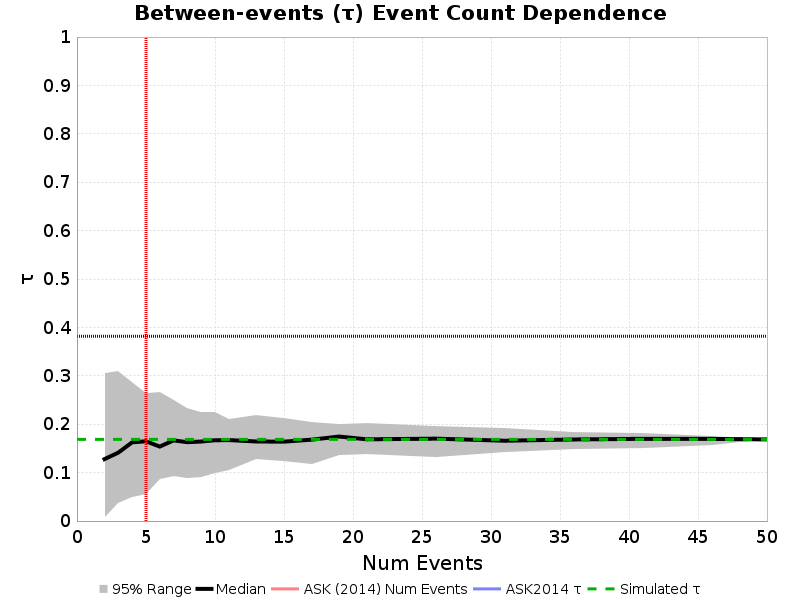 Between-events (τ) Event Count Dependence
1
0.9
0.8
0.7
0.6
0.5
0.4
0.3
0.2
0.1
0
τ
0 5 10 15 20 25 30 35 40 45 50
Num Events
95% Range Median ASK (2014) Num Events ASK2014 τ Simulated τ